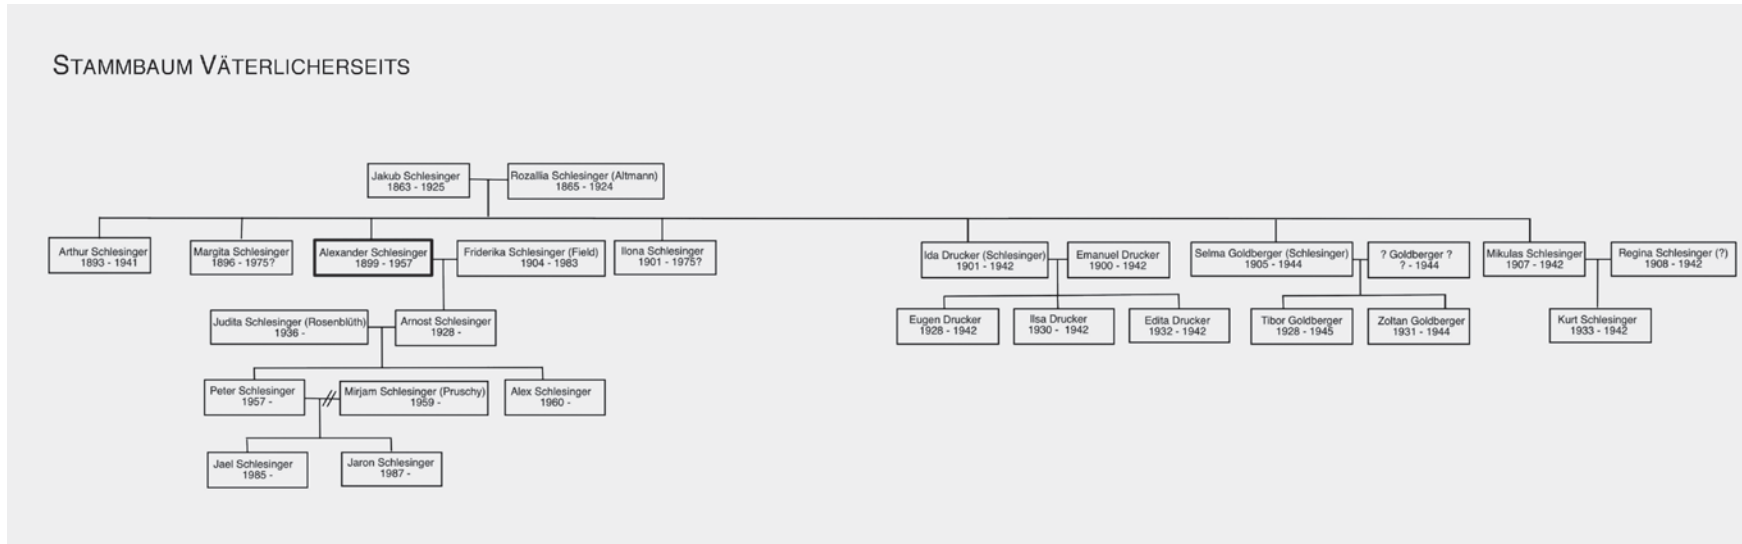 STAMMBAUM VÄTERLICHERSEITS
Jakub Schlesinger
1863 - 1925
Rozallia Schlesinger (Altmann)
1865 - 1924
Arthur Schlesinger
1893 - 1941
Margita Schlesinger
1896 - 1975?
Alexander Schlesinger
1899 - 1957
Friderika Schlesinger (Field)
1904 - 1983
Ilona Schlesinger
1901 - 1975?
Ida Drucker (Schlesinger)
1901 - 1942
Emanuel Drucker
1900 - 1942
Selma Goldberger (Schlesinger)
1905 - 1944
? Goldberger ?
? - 1944
Mikulas Schlesinger
1907 - 1942
Regina Schlesinger (?)
1908 - 1942
Judita Schlesinger (Rosenblüth)
1936 -
Arnost Schlesinger
1928 -
Eugen Drucker
1928 - 1942
Ilsa Drucker
1930 - 1942
Edita Drucker
1932 - 1942
Tibor Goldberger
1928 - 1945
Zoltan Goldberger
1931 - 1944
Kurt Schlesinger
1933 - 1942
Peter Schlesinger
1957 -
Mirjam Schlesinger (Pruschy)
1959 -
Alex Schlesinger
1960 -
Jael Schlesinger
1985 -
Jaron Schlesinger
1987 -